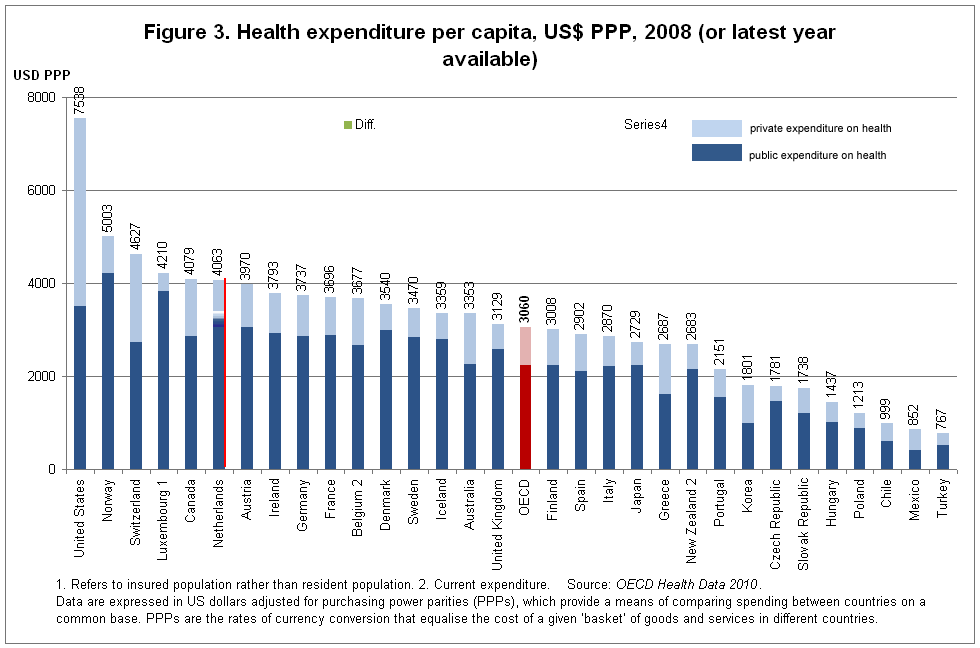 Figure 3. Health expenditure per capita, US$ PPP, 2008 (or latest year
available)
USD PPP
8000
6000
4000
2000
0
Diff.
Series4
private expenditure on health
public expenditure on health
7538
5003
4627
4210
4079
4063
3970
3793
3737
3696
3677
3540
3470
3359
3353
3129
3060
3008
2902
2870
2729
2687
2683
2151
1801
1781
1738
1437
1213
999
852
767
United States
Norway
Switzerland
Luxembourg 1
Canada
Netherlands
Austria
Ireland
Germany
France
Belgium 2
Denmark
Sweden
Iceland
Australia
United Kingdom
OECD
Finland
Spain
Italy
Japan
Greece
New Zealand 2
Portugal
Korea
Czech Republic
Slovak Republic
Hungary
Poland
Chile
Mexico
Turkey
1. Refers to insured population rather than resident population. 2. Current expenditure. Source: OECD Health Data 2010.
Data are expressed in US dollars adjusted for purchasing power parities (PPPs), which provide a means of comparing spending between countries on a
common base. PPPs are the rates of currency conversion that equalise the cost of a given 'basket' of goods and services in different countries.